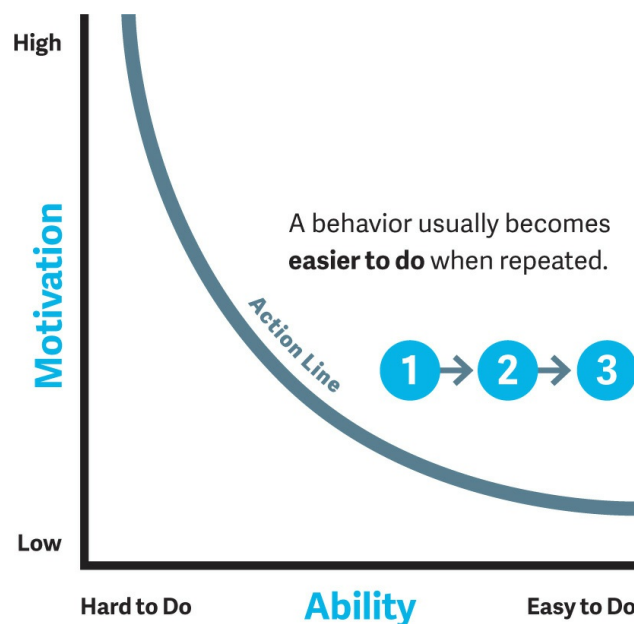 High
Motivation
A behavior usually becomes
easier to do when repeated.
Action Line
1 2 3
Low
Hard to Do Ability Easy to Do